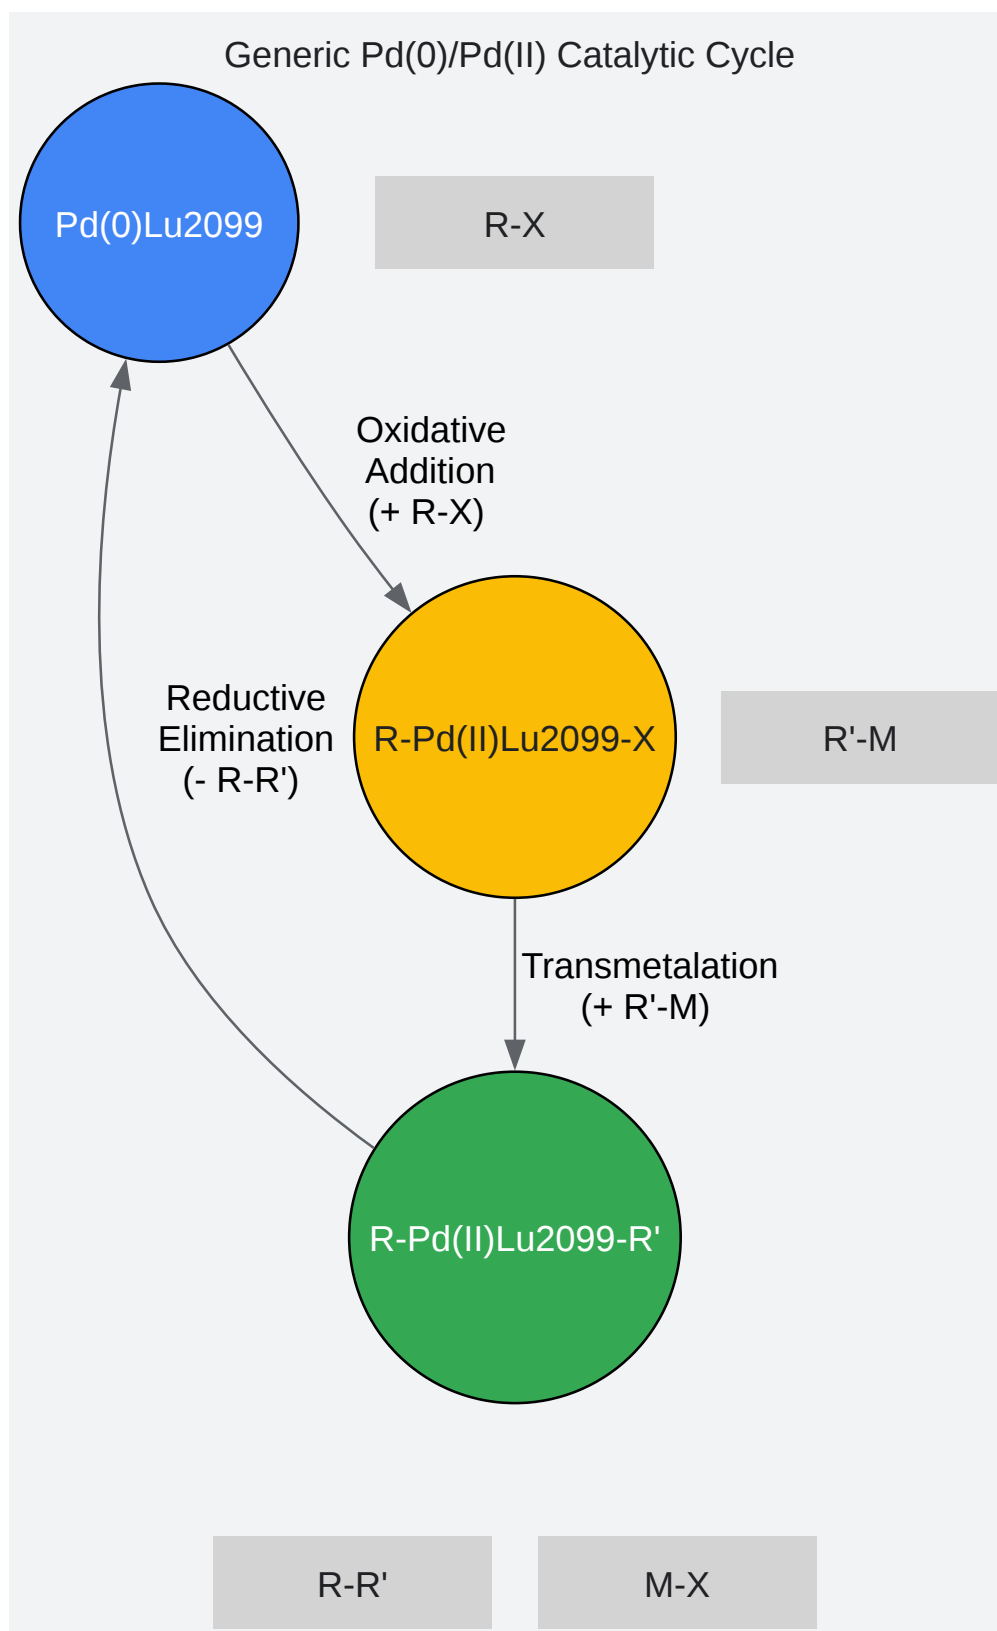 Generic Pd(0)/Pd(II) Catalytic Cycle
Pd(0)Lu2099
R-X
Oxidative
Addition
(+ R-X)
Reductive
Elimination
(- R-R')
R-Pd(II)Lu2099-X
R'-M
Transmetalation
(+ R'-M)
R-Pd(II)Lu2099-R'
R-R'
M-X